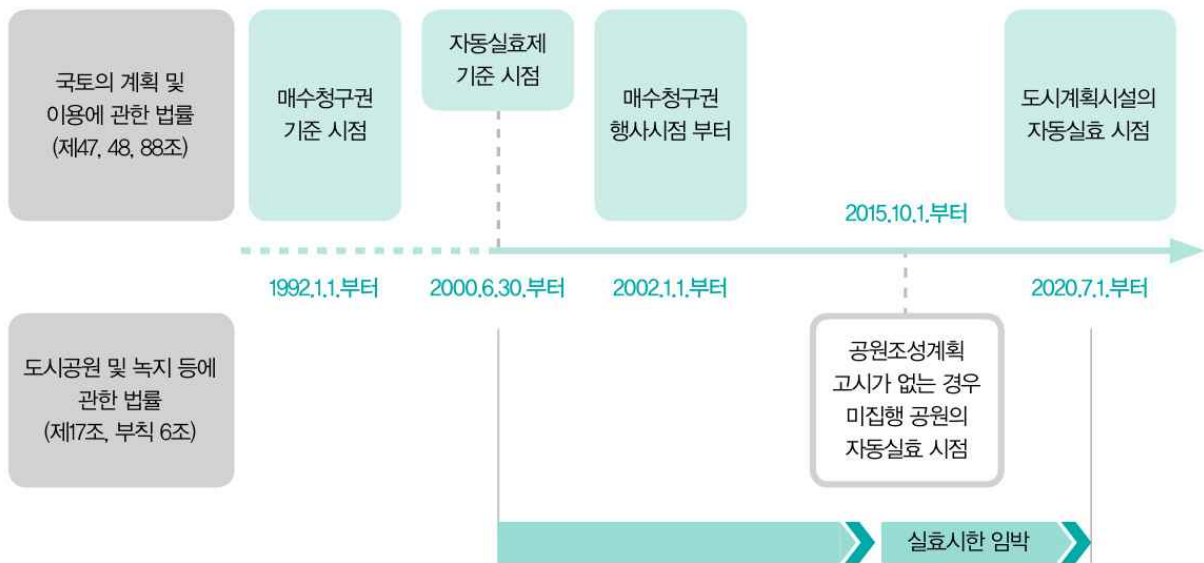 국토의 계획 및
이용에 관한 법률
(제47, 48, 88조)
매수청구권
기준 시점
자동실효제
기준 시점
매수청구권
행사시점 부터
도시계획시설의
자동실효 시점
2015.10.1.부터
1992.1.1.부터
2000.6.30.부터
2002.1.1.부터
2020.7.1.부터
도시공원 및 녹지 등에
관한 법률
(제17조, 부칙 6조)
공원조성계획
고시가 없는 경우
미집행 공원의
자동실효 시점
실효시한 임박